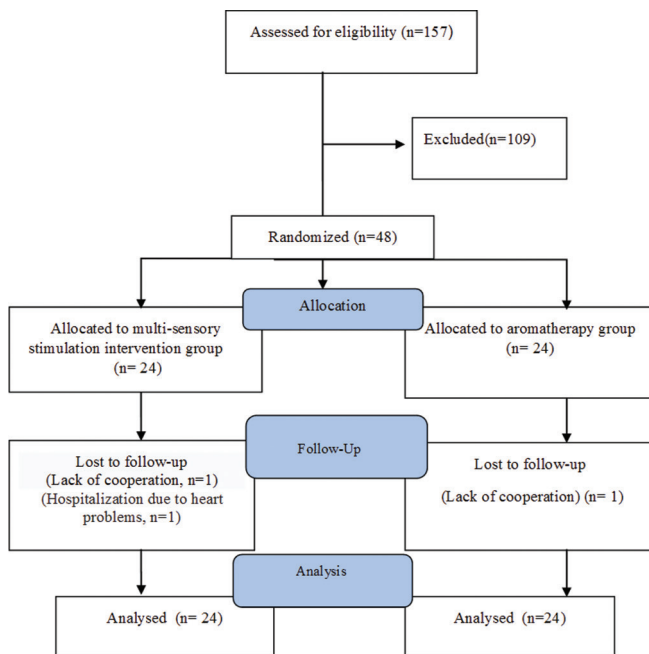 Assessed for eligibility (n=157)
Excluded(n=109)
Randomized (n=48)
Allocation
Allocated to multi-sensory
stimulation intervention group
(n= 24)
Allocated to aromatherapy group
(n= 24)
Follow-Up
Lost to follow-up
(Lack of cooperation, n=1)
(Hospitalization due to heart
problems, n=1)
Lost to follow-up
(Lack of cooperation) (n= 1)
Analysis
Analysed  (n= 24)
Analysed  (n=24)